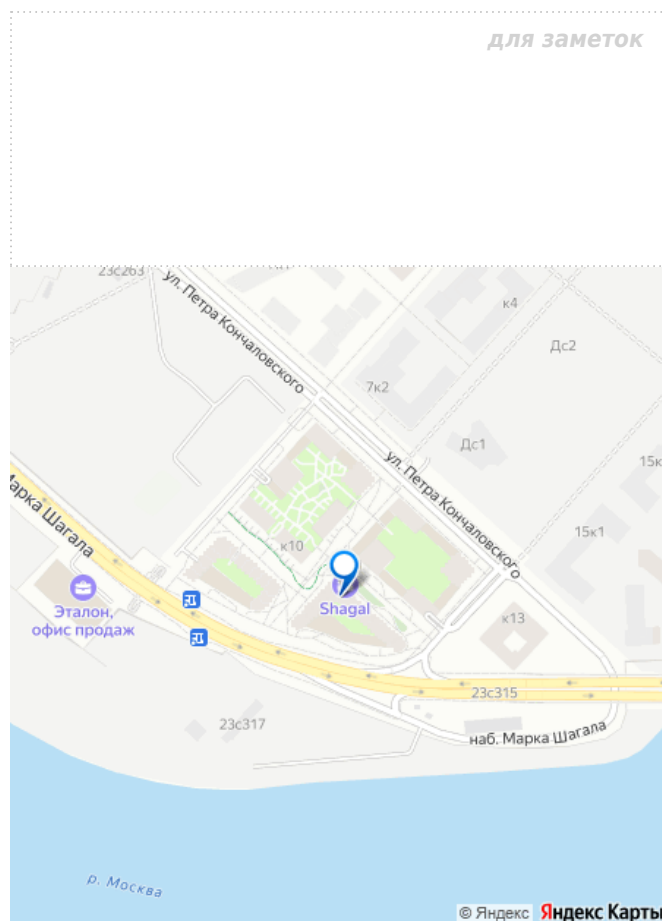 для заметок
23с263
ул. Петра Кончаловского
к4
Дс2
7к2
Дс1
15к
ул. Петра Кончаловского
Марка Шагала
к10
15к1
Shagal
Эталон,
офис продаж
к13
23с315
23с317
наб. Марка Шагала
р. Москва
© Яндекс Яндекс Карты